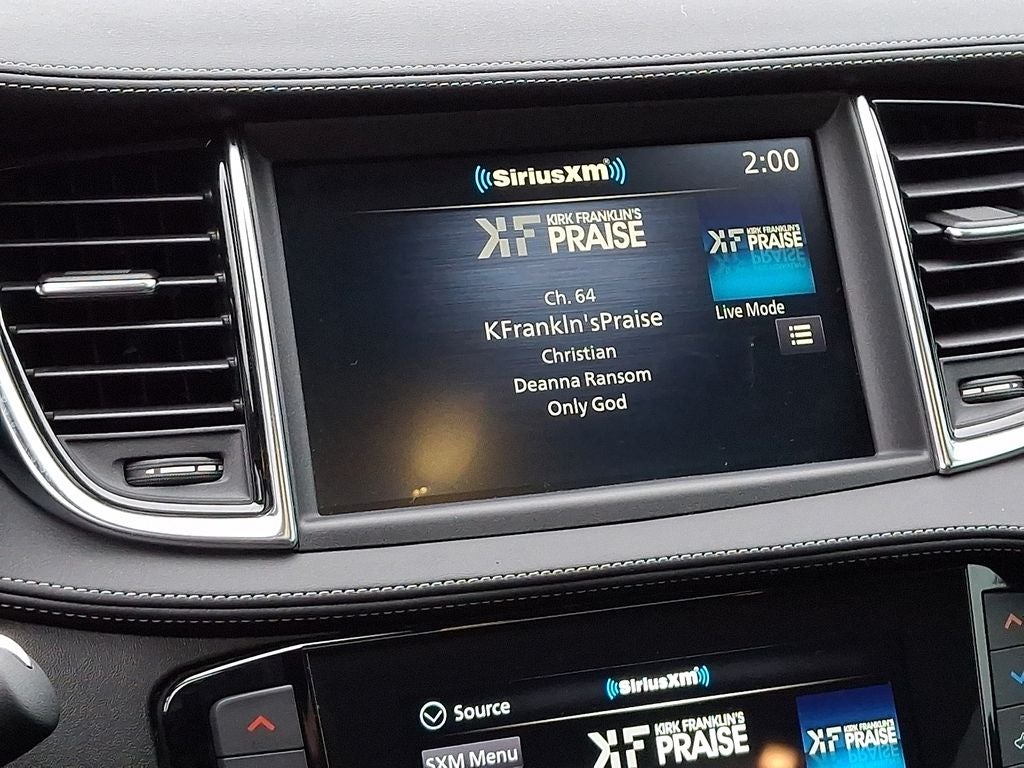 SiriusXM
2:00
KF KIRK FRANKLIN'S
PRAISE
KF KIRK FRANKLIN'S
PRAISE
Live Mode
Ch. 64
KFrankln'sPraise
Christian
Deanna Ransom
Only God
SiriusXM
Source
SXM Menu
KF KIRK FRANKLIN'S
PRAISE
KF KIRK FRANKLIN'S
PRAISE